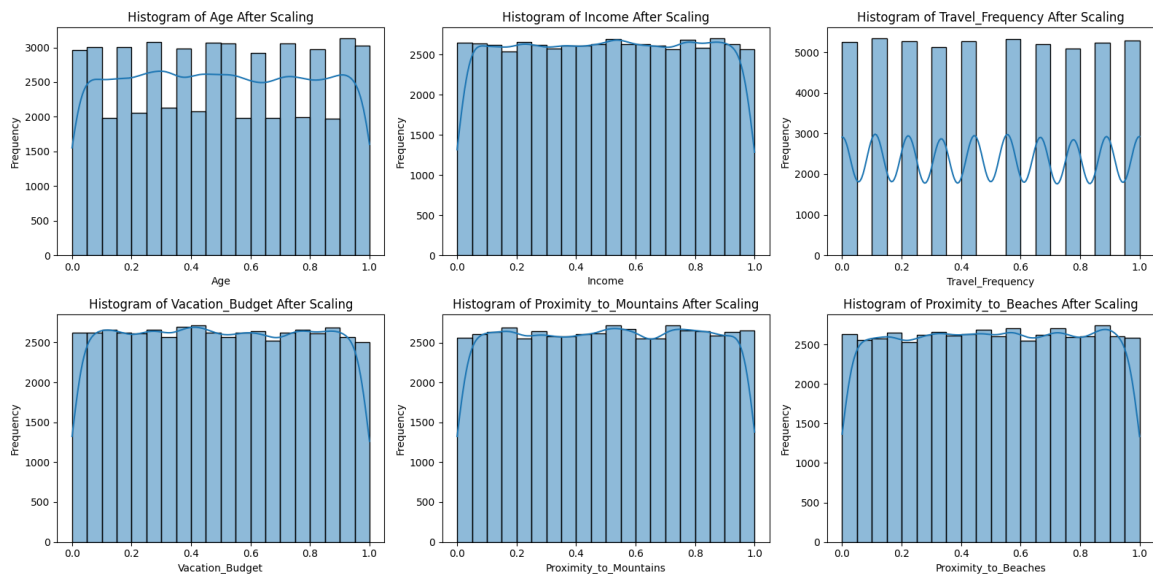 Histogram of Age After Scaling
Frequency
3000
2500
2000
1500
1000
500
0
0.0 0.2 0.4 0.6 0.8 1.0
Age
Histogram of Income After Scaling
Frequency
2500
2000
1500
1000
500
0
0.0 0.2 0.4 0.6 0.8 1.0
Income
Histogram of Travel_Frequency After Scaling
Frequency
5000
4000
3000
2000
1000
0
0.0 0.2 0.4 0.6 0.8 1.0
Travel_Frequency
Histogram of Vacation_Budget After Scaling
Frequency
2500
2000
1500
1000
500
0
0.0 0.2 0.4 0.6 0.8 1.0
Vacation_Budget
Histogram of Proximity_to_Mountains After Scaling
Frequency
2500
2000
1500
1000
500
0
0.0 0.2 0.4 0.6 0.8 1.0
Proximity_to_Mountains
Histogram of Proximity_to_Beaches After Scaling
Frequency
2500
2000
1500
1000
500
0
0.0 0.2 0.4 0.6 0.8 1.0
Proximity_to_Beaches